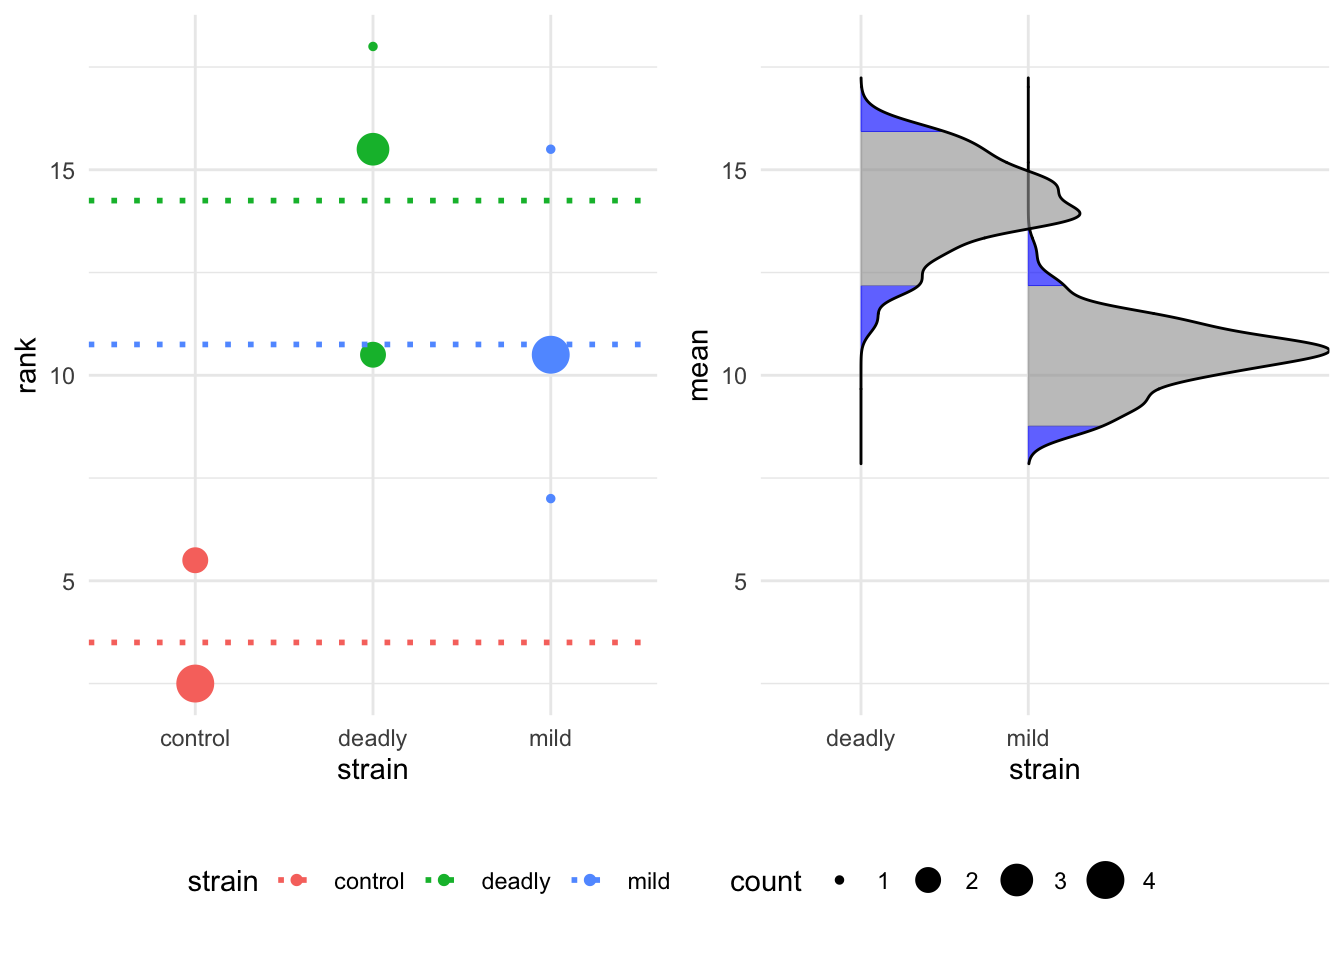 rank
15
10
5
control deadly mild
strain
mean
15
10
5
deadly mild
strain
strain control deadly mild count 1 2 3 4